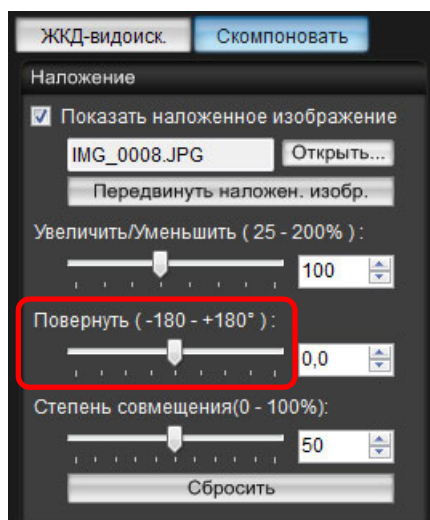 ЖКД-видоиск. Скомпоновать
Наложение
Показать наложенное изображение
IMG_0008.JPG Открыть...
Передвинуть наложен. изобр.
Увеличить/Уменьшить ( 25 - 200% ) :
100
Повернуть ( -180 - +180° ) :
0,0
Степень совмещения(0 - 100%):
50
Сбросить